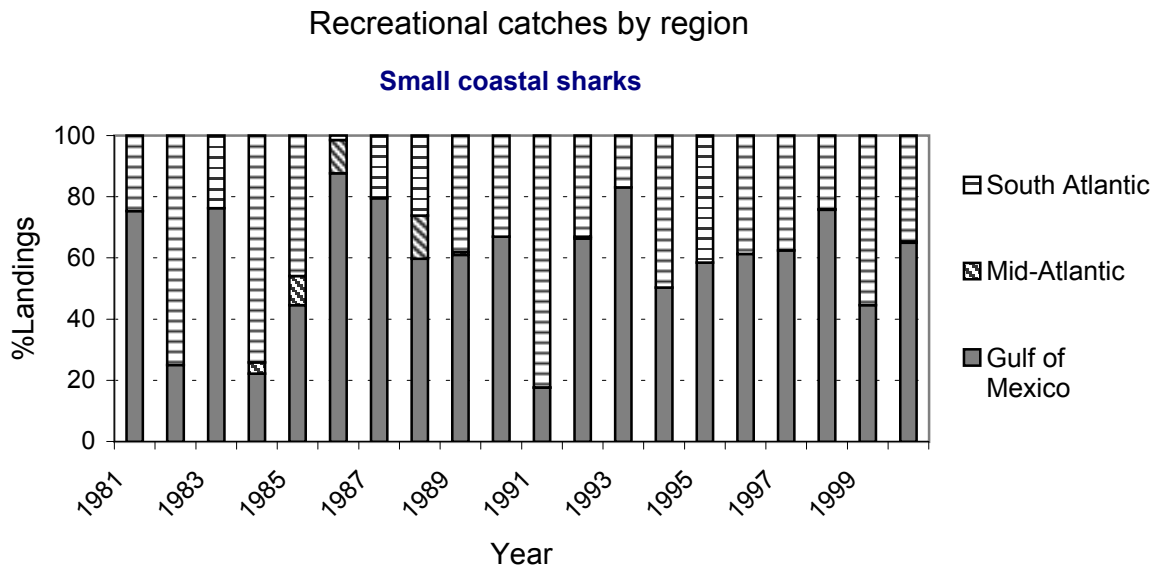 Recreational catches by region
Small coastal sharks
100
80
60
40
20
0
%Landings
1981
1983
1985
1987
1989
1991
1993
1995
1997
1999
Year
South Atlantic
Mid-Atlantic
Gulf of
Mexico